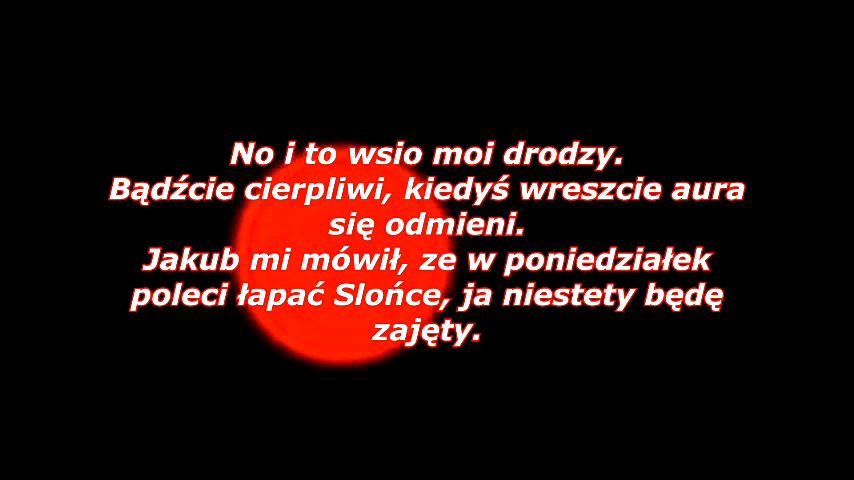 No i to wsio moi drodzy.
Bądźcie cierpliwi, kiedyś wreszcie aura
się odmieni.
Jakub mi mówił, ze w poniedziałek
poleci łapać Slońce, ja niestety będę
zajęty.